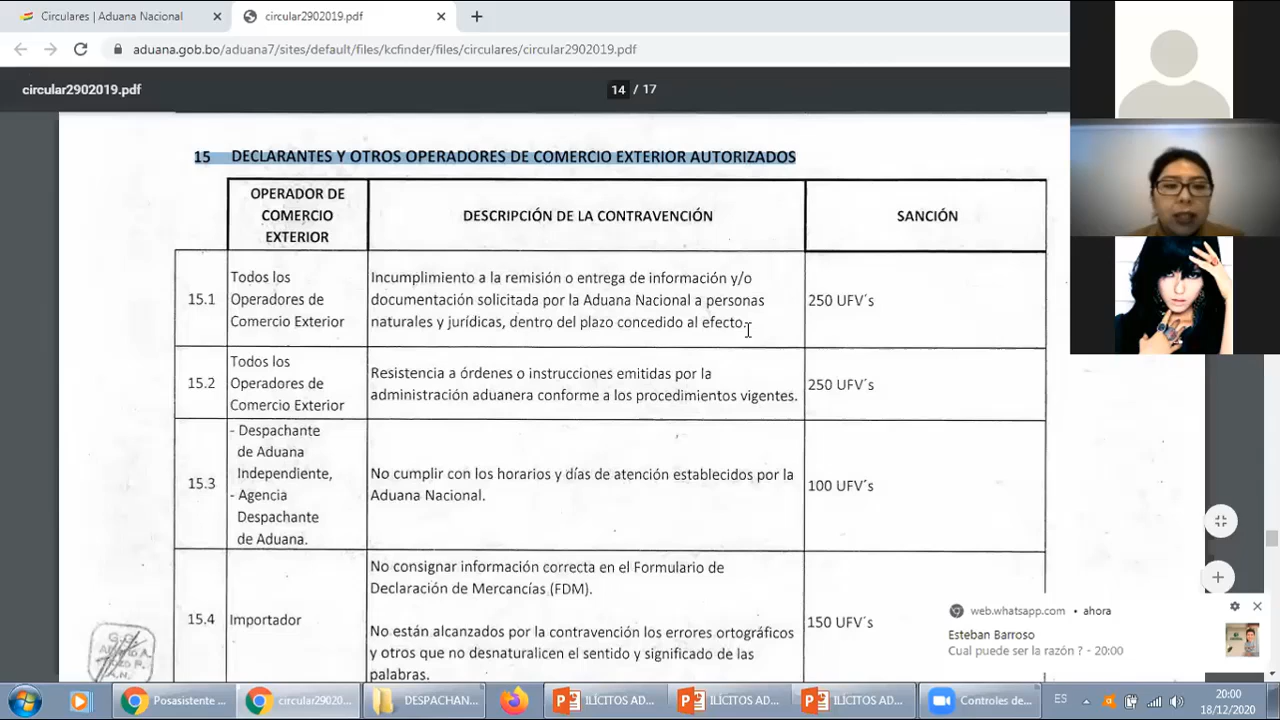 Circulares | Aduana Nacional
circular2902019.pdf
aduana.gob.bo/aduana7/sites/default/files/kcfinder/files/circulares/circular2902019.pdf
circular2902019.pdf
14 / 17
15 DECLARANTES Y OTROS OPERADORES DE COMERCIO EXTERIOR AUTORIZADOS
OPERADOR DE
COMERCIO
EXTERIOR
DESCRIPCIÓN DE LA CONTRAVENCIÓN
SANCIÓN
15.1
Todos los
Operadores de
Comercio Exterior
Incumplimiento a la remisión o entrega de información y/o
documentación solicitada por la Aduana Nacional a personas
naturales y jurídicas, dentro del plazo concedido al efecto.
250 UFV´s
15.2
Todos los
Operadores de
Comercio Exterior
Resistencia a órdenes o instrucciones emitidas por la
administración aduanera conforme a los procedimientos vigentes.
250 UFV´s
15.3
- Despachante
de Aduana
Independiente,
- Agencia
Despachante
de Aduana.
No cumplir con los horarios y días de atención establecidos por la
Aduana Nacional.
100 UFV´s
15.4
Importador
No consignar información correcta en el Formulario de
Declaración de Mercancías (FDM).
No están alcanzados por la contravención los errores ortográficos
y otros que no desnaturalicen el sentido y significado de las
palabras.
150 UFV´s
web.whatsapp.com • ahora
Esteban Barroso
Cual puede ser la razón ? - 20:00
Posasistente ...
circular29020...
DESPACHAN...
ILÍCITOS AD...
ILÍCITOS AD...
ILÍCITOS AD...
Controles de...
ES
20:00
18/12/2020